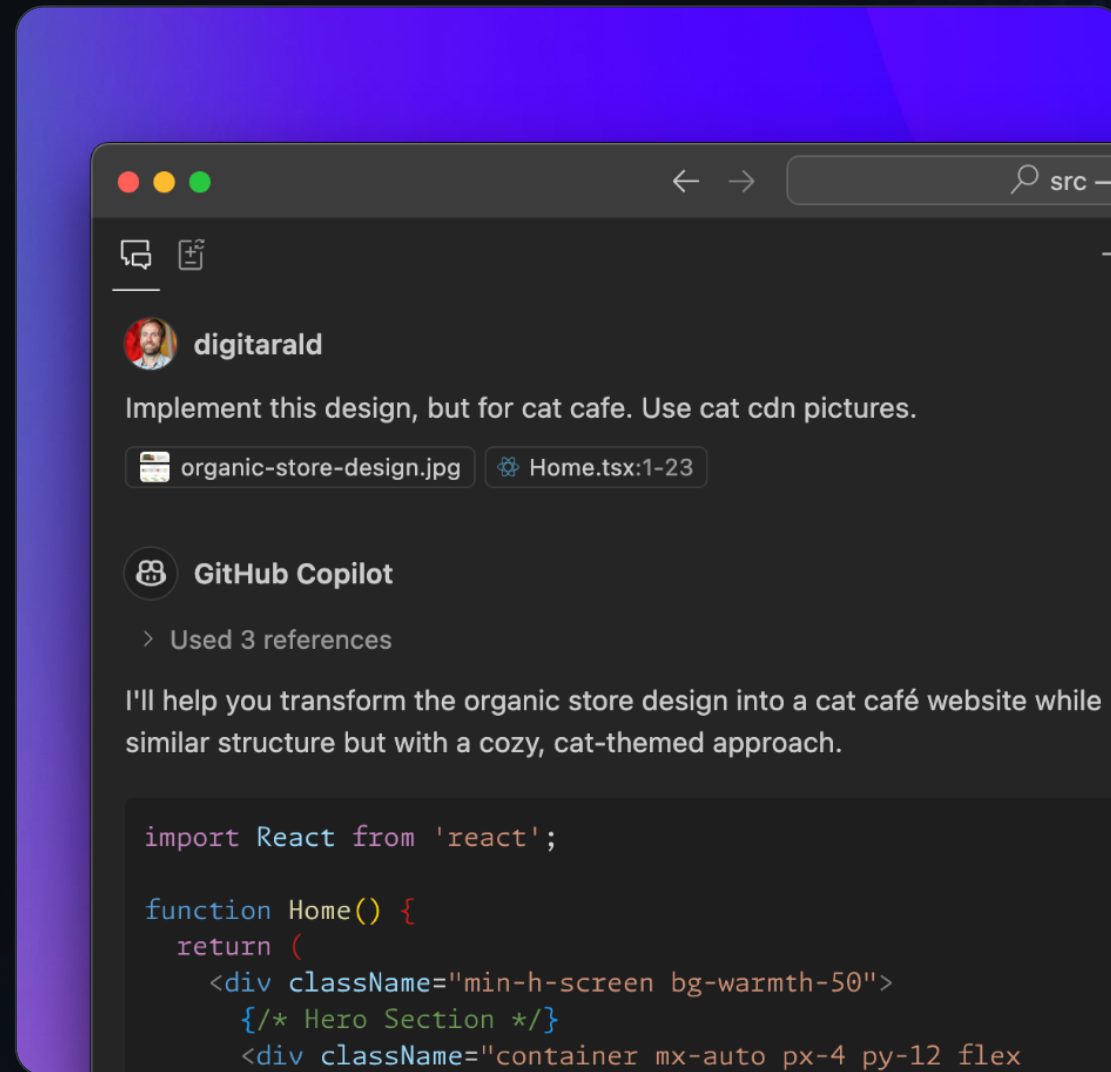 src —
digitarald
Implement this design, but for cat cafe. Use cat cdn pictures.
organic-store-design.jpg Home.tsx:1-23
GitHub Copilot
Used 3 references
I'll help you transform the organic store design into a cat café website while
similar structure but with a cozy, cat-themed approach.
import React from 'react';
function Home() {
return (
<div className="min-h-screen bg-warmth-50">
{/* Hero Section */}
<div className="container mx-auto px-4 py-12 flex